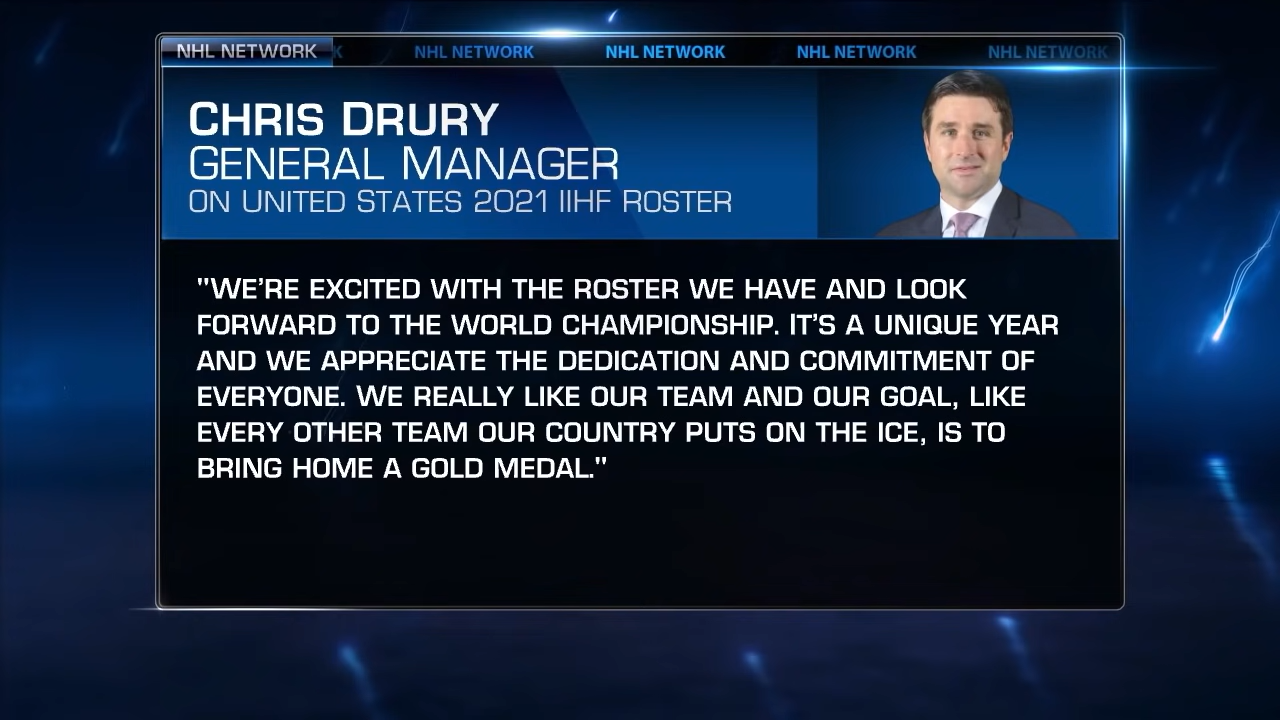 NHL NETWORK K NHL NETWORK NHL NETWORK NHL NETWORK NHL NETWORK
CHRIS DRURY
GENERAL MANAGER
ON UNITED STATES 2021 IIHF ROSTER
"WE'RE EXCITED WITH THE ROSTER WE HAVE AND LOOK
FORWARD TO THE WORLD CHAMPIONSHIP. IT'S A UNIQUE YEAR
AND WE APPRECIATE THE DEDICATION AND COMMITMENT OF
EVERYONE. WE REALLY LIKE OUR TEAM AND OUR GOAL, LIKE
EVERY OTHER TEAM OUR COUNTRY PUTS ON THE ICE, IS TO
BRING HOME A GOLD MEDAL."